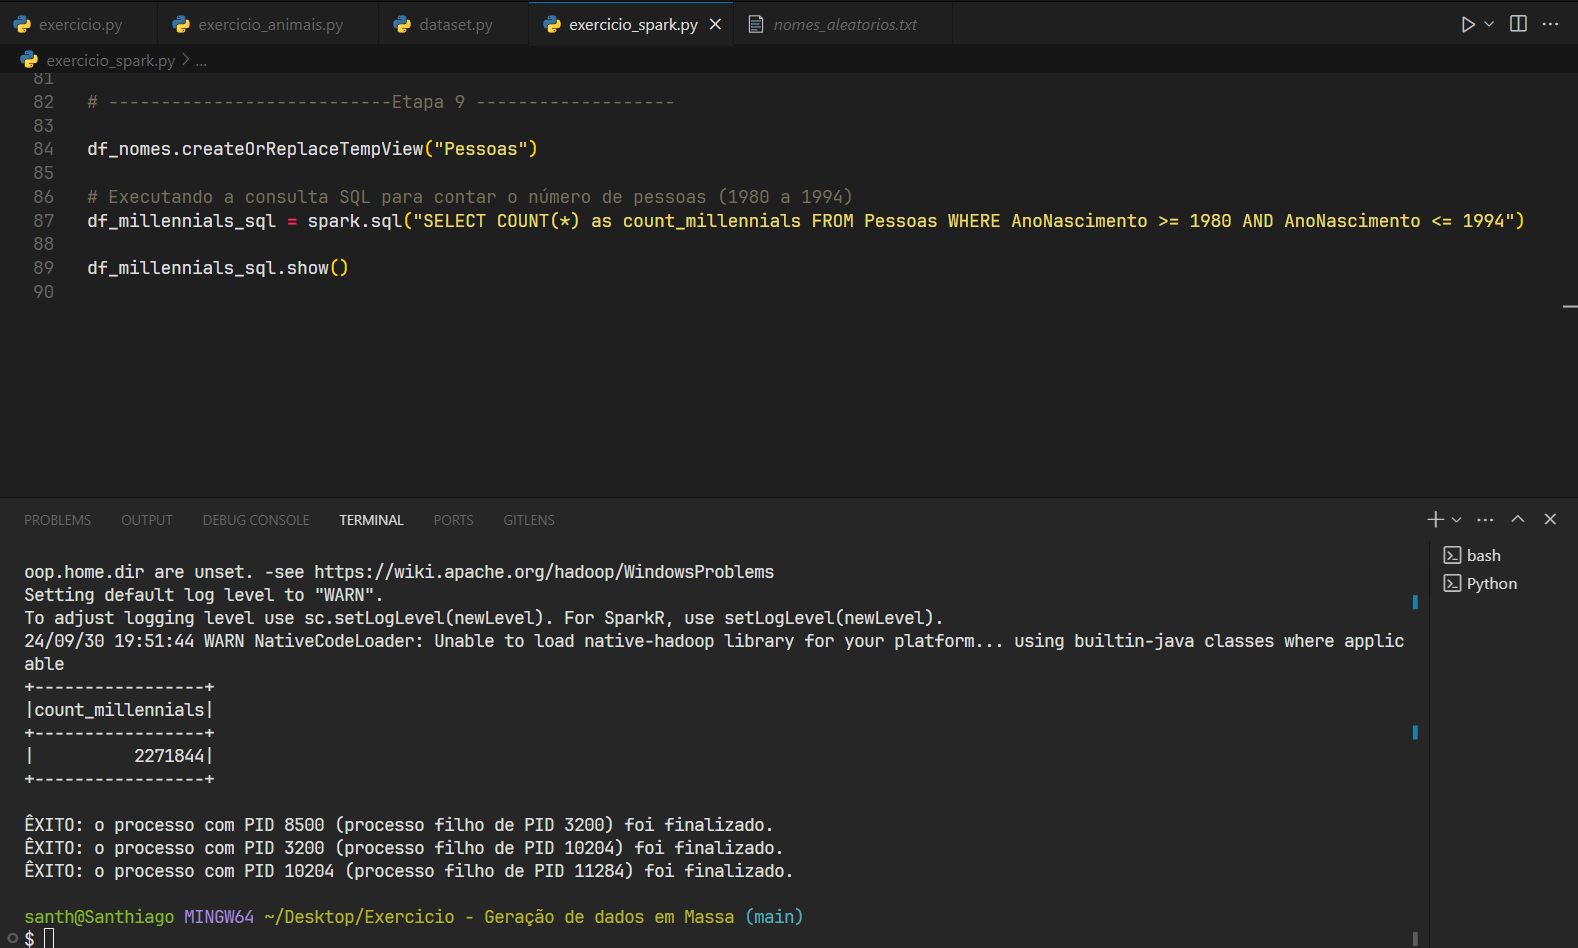 exercicio.py
exercicio_animais.py
dataset.py
exercicio_spark.py
nomes_aleatorios.txt
exercicio_spark.py > ...
81
82 # ---------------------------Etapa 9 -------------------
83
84 df_nomes.createOrReplaceTempView("Pessoas")
85
86 # Executando a consulta SQL para contar o número de pessoas (1980 a 1994)
87 df_millennials_sql = spark.sql("SELECT COUNT(*) as count_millennials FROM Pessoas WHERE AnoNascimento >= 1980 AND AnoNascimento <= 1994")
88
89 df_millennials_sql.show()
90
PROBLEMS OUTPUT DEBUG CONSOLE TERMINAL PORTS GITLENS
bash
Python
oop.home.dir are unset. -see https://wiki.apache.org/hadoop/WindowsProblems
Setting default log level to "WARN".
To adjust logging level use sc.setLogLevel(newLevel). For SparkR, use setLogLevel(newLevel).
24/09/30 19:51:44 WARN NativeCodeLoader: Unable to load native-hadoop library for your platform... using builtin-java classes where applic
able
+-----------------+
|count_millennials|
+-----------------+
|          2271844|
+-----------------+
ÊXITO: o processo com PID 8500 (processo filho de PID 3200) foi finalizado.
ÊXITO: o processo com PID 3200 (processo filho de PID 10204) foi finalizado.
ÊXITO: o processo com PID 10204 (processo filho de PID 11284) foi finalizado.
santh@Santhiago MINGW64 ~/Desktop/Exercicio - Geração de dados em Massa (main)
$